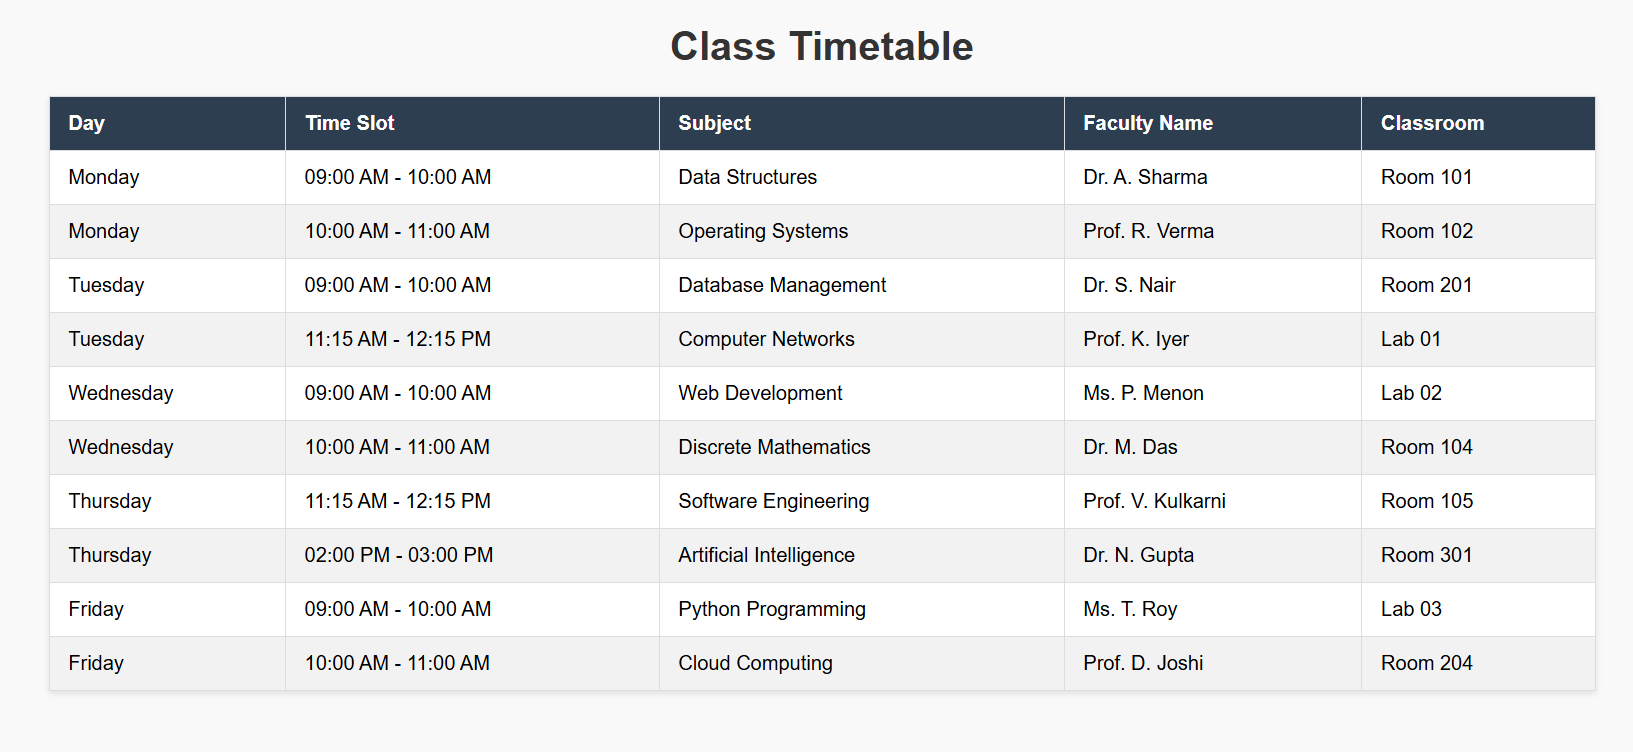 Class Timetable
Day Time Slot Subject Faculty Name Classroom
Monday 09:00 AM - 10:00 AM Data Structures Dr. A. Sharma Room 101
Monday 10:00 AM - 11:00 AM Operating Systems Prof. R. Verma Room 102
Tuesday 09:00 AM - 10:00 AM Database Management Dr. S. Nair Room 201
Tuesday 11:15 AM - 12:15 PM Computer Networks Prof. K. Iyer Lab 01
Wednesday 09:00 AM - 10:00 AM Web Development Ms. P. Menon Lab 02
Wednesday 10:00 AM - 11:00 AM Discrete Mathematics Dr. M. Das Room 104
Thursday 11:15 AM - 12:15 PM Software Engineering Prof. V. Kulkarni Room 105
Thursday 02:00 PM - 03:00 PM Artificial Intelligence Dr. N. Gupta Room 301
Friday 09:00 AM - 10:00 AM Python Programming Ms. T. Roy Lab 03
Friday 10:00 AM - 11:00 AM Cloud Computing Prof. D. Joshi Room 204